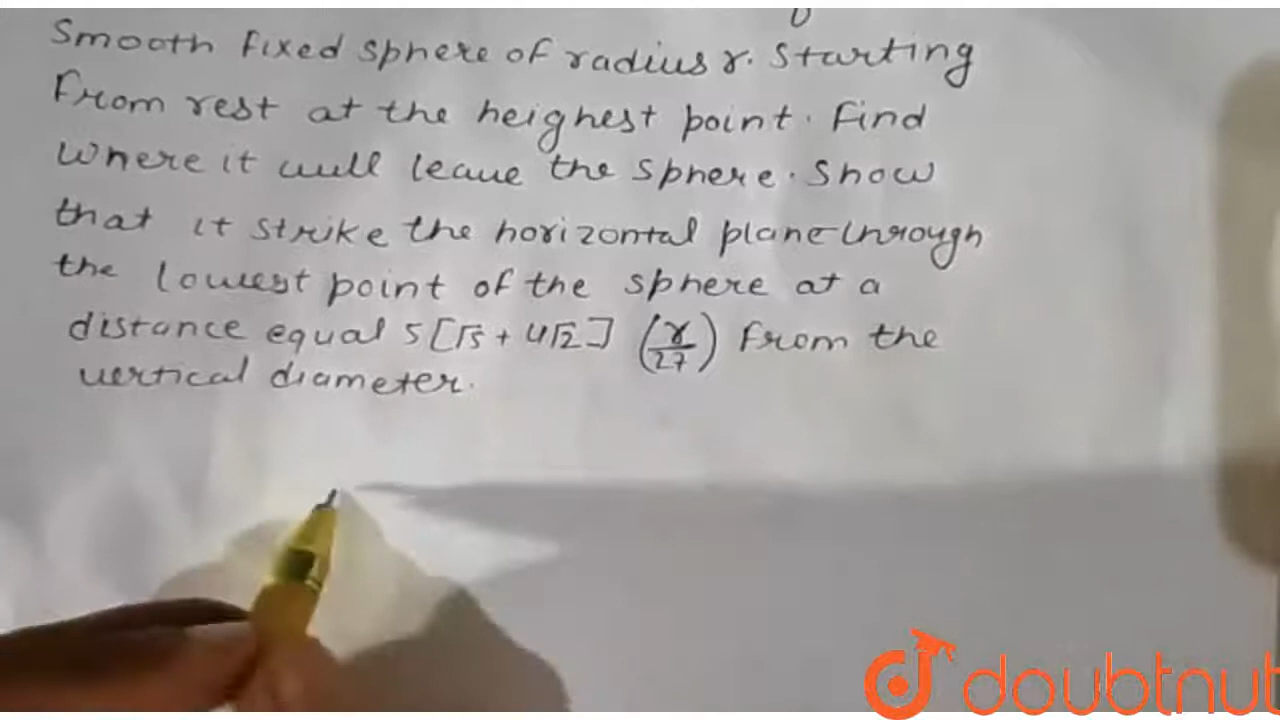 Smooth fixed sphere of radius r. Starting
From rest at the heighest point. Find
where it will leave the sphere. Show
that it strike the horizontal plane through
the lowest point of the sphere at a
distance equal 5[√5 + 4√2] (r/27) from the
vertical diameter.
doubtnut